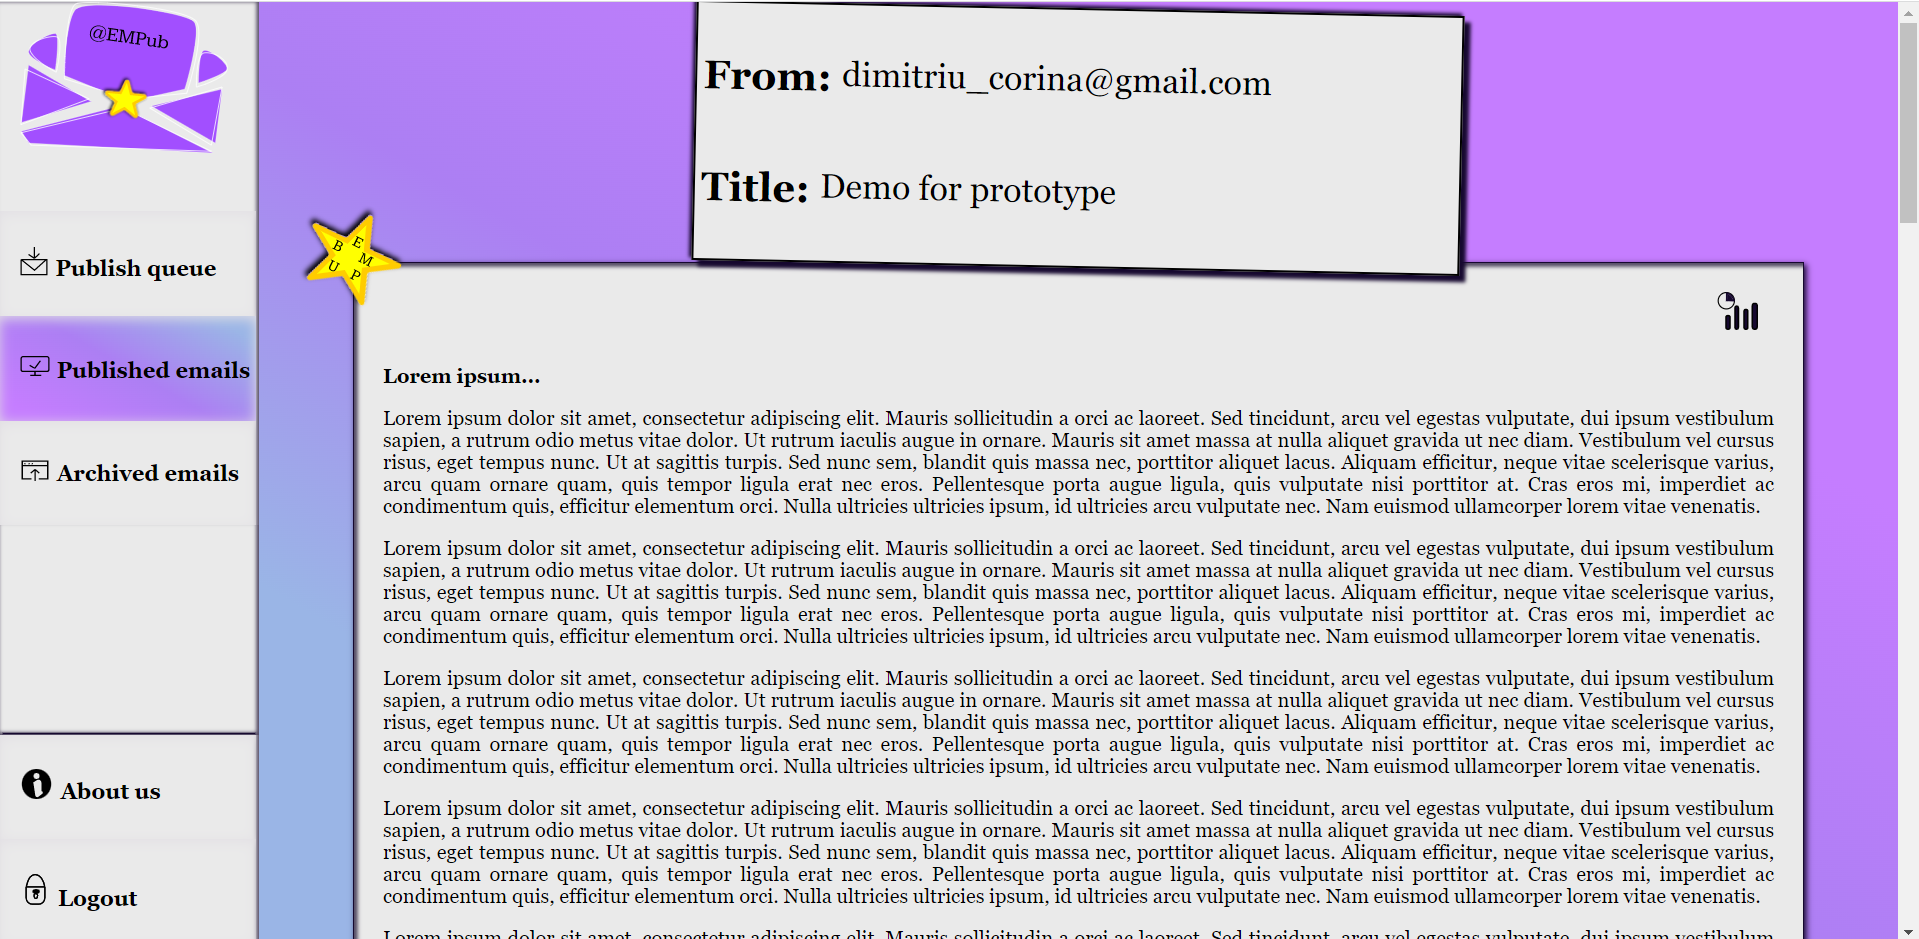 @EMPub
From: dimitriu_corina@gmail.com
Title: Demo for prototype
E
M
P
U
B
Publish queue
Published emails
Archived emails
About us
Logout
Lorem ipsum...
Lorem ipsum dolor sit amet, consectetur adipiscing elit. Mauris sollicitudin a orci ac laoreet. Sed tincidunt, arcu vel egestas vulputate, dui ipsum vestibulum
sapien, a rutrum odio metus vitae dolor. Ut rutrum iaculis augue in ornare. Mauris sit amet massa at nulla aliquet gravida ut nec diam. Vestibulum vel cursus
risus, eget tempus nunc. Ut at sagittis turpis. Sed nunc sem, blandit quis massa nec, porttitor aliquet lacus. Aliquam efficitur, neque vitae scelerisque varius,
arcu quam ornare quam, quis tempor ligula erat nec eros. Pellentesque porta augue ligula, quis vulputate nisi porttitor at. Cras eros mi, imperdiet ac
condimentum quis, efficitur elementum orci. Nulla ultricies ultricies ipsum, id ultricies arcu vulputate nec. Nam euismod ullamcorper lorem vitae venenatis.
Lorem ipsum dolor sit amet, consectetur adipiscing elit. Mauris sollicitudin a orci ac laoreet. Sed tincidunt, arcu vel egestas vulputate, dui ipsum vestibulum
sapien, a rutrum odio metus vitae dolor. Ut rutrum iaculis augue in ornare. Mauris sit amet massa at nulla aliquet gravida ut nec diam. Vestibulum vel cursus
risus, eget tempus nunc. Ut at sagittis turpis. Sed nunc sem, blandit quis massa nec, porttitor aliquet lacus. Aliquam efficitur, neque vitae scelerisque varius,
arcu quam ornare quam, quis tempor ligula erat nec eros. Pellentesque porta augue ligula, quis vulputate nisi porttitor at. Cras eros mi, imperdiet ac
condimentum quis, efficitur elementum orci. Nulla ultricies ultricies ipsum, id ultricies arcu vulputate nec. Nam euismod ullamcorper lorem vitae venenatis.
Lorem ipsum dolor sit amet, consectetur adipiscing elit. Mauris sollicitudin a orci ac laoreet. Sed tincidunt, arcu vel egestas vulputate, dui ipsum vestibulum
sapien, a rutrum odio metus vitae dolor. Ut rutrum iaculis augue in ornare. Mauris sit amet massa at nulla aliquet gravida ut nec diam. Vestibulum vel cursus
risus, eget tempus nunc. Ut at sagittis turpis. Sed nunc sem, blandit quis massa nec, porttitor aliquet lacus. Aliquam efficitur, neque vitae scelerisque varius,
arcu quam ornare quam, quis tempor ligula erat nec eros. Pellentesque porta augue ligula, quis vulputate nisi porttitor at. Cras eros mi, imperdiet ac
condimentum quis, efficitur elementum orci. Nulla ultricies ultricies ipsum, id ultricies arcu vulputate nec. Nam euismod ullamcorper lorem vitae venenatis.
Lorem ipsum dolor sit amet, consectetur adipiscing elit. Mauris sollicitudin a orci ac laoreet. Sed tincidunt, arcu vel egestas vulputate, dui ipsum vestibulum
sapien, a rutrum odio metus vitae dolor. Ut rutrum iaculis augue in ornare. Mauris sit amet massa at nulla aliquet gravida ut nec diam. Vestibulum vel cursus
risus, eget tempus nunc. Ut at sagittis turpis. Sed nunc sem, blandit quis massa nec, porttitor aliquet lacus. Aliquam efficitur, neque vitae scelerisque varius,
arcu quam ornare quam, quis tempor ligula erat nec eros. Pellentesque porta augue ligula, quis vulputate nisi porttitor at. Cras eros mi, imperdiet ac
condimentum quis, efficitur elementum orci. Nulla ultricies ultricies ipsum, id ultricies arcu vulputate nec. Nam euismod ullamcorper lorem vitae venenatis.
Lorem ipsum dolor sit amet, consectetur adipiscing elit. Mauris sollicitudin a orci ac laoreet. Sed tincidunt, arcu vel egestas vulputate, dui ipsum vestibulum